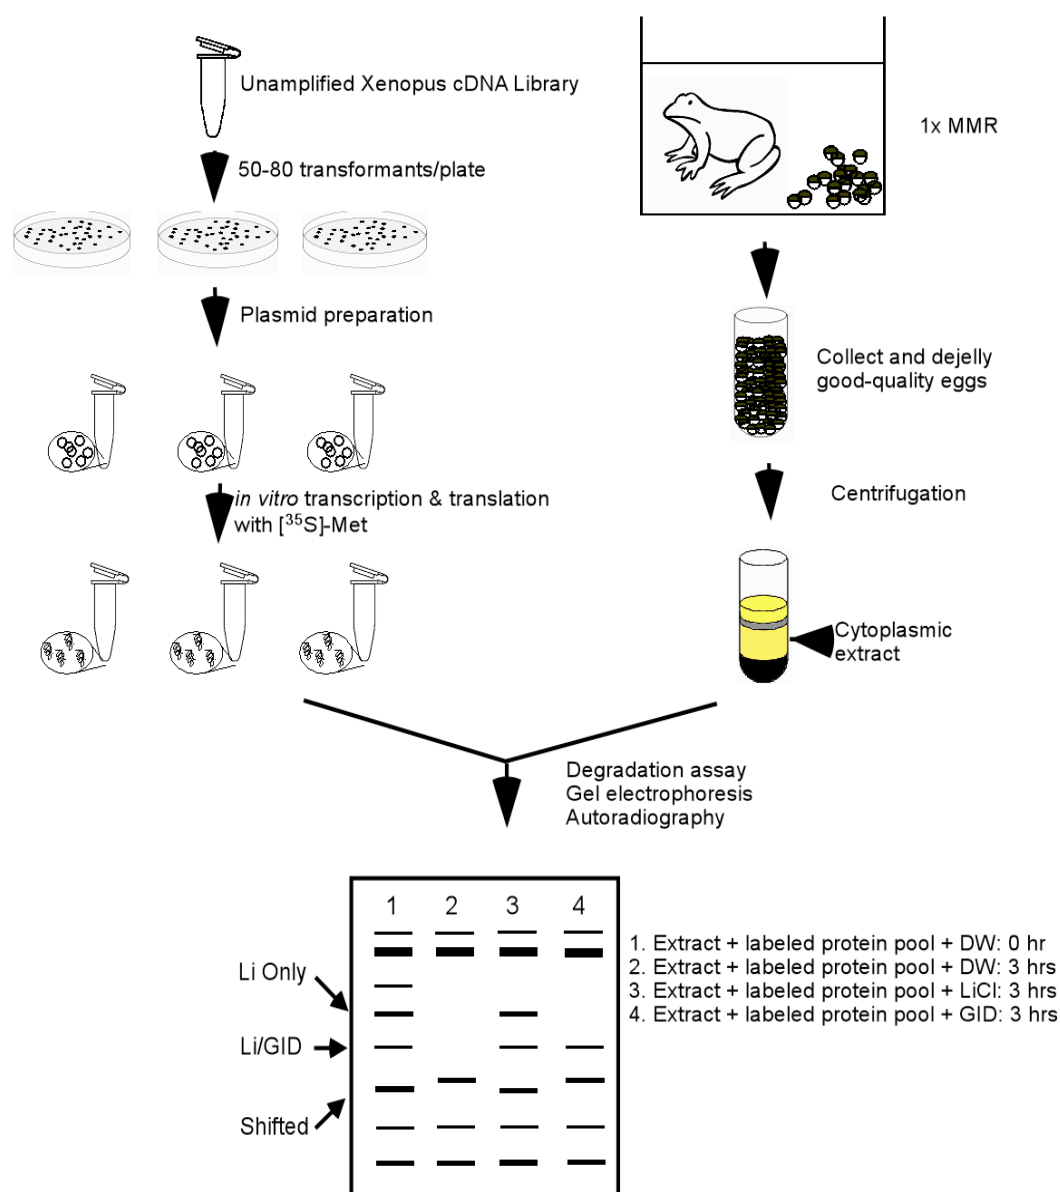 Unamplified Xenopus cDNA Library
1x MMR
50-80 transformants/plate
Plasmid preparation
Collect and dejelly
good-quality eggs
in vitro transcription & translation
with [³⁵S]-Met
Centrifugation
Cytoplasmic
extract
Degradation assay
Gel electrophoresis
Autoradiography
1 2 3 4
Li Only
Li/GID
Shifted
1. Extract + labeled protein pool + DW: 0 hr
2. Extract + labeled protein pool + DW: 3 hrs
3. Extract + labeled protein pool + LiCl: 3 hrs
4. Extract + labeled protein pool + GID: 3 hrs